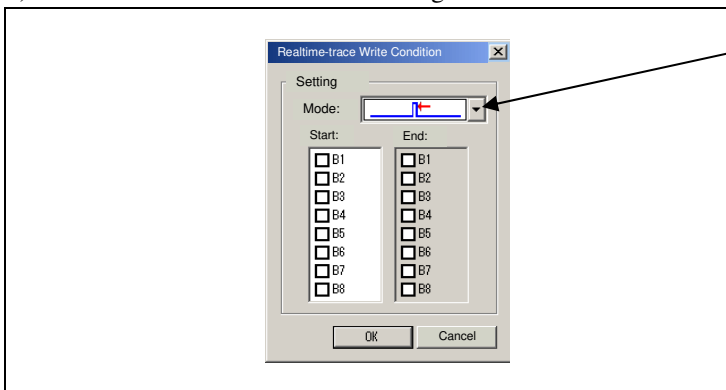 Realtime-trace Write Condition
Setting
Mode:
Start: End:
B1 B1
B2 B2
B3 B3
B4 B4
B5 B5
B6 B6
B7 B7
B8 B8
OK Cancel